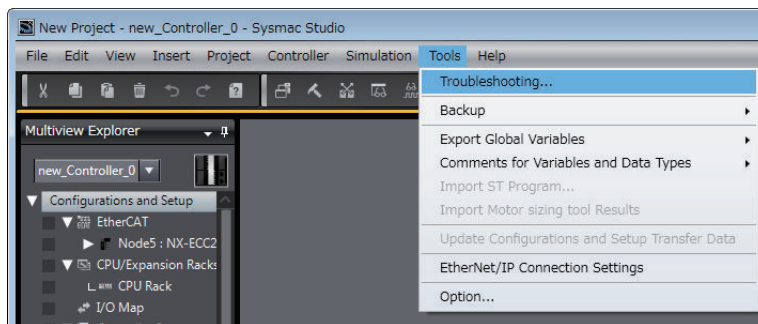 New Project - new_Controller_0 - Sysmac Studio
File Edit View Insert Project Controller Simulation Tools Help
Troubleshooting...
Backup
Export Global Variables
Comments for Variables and Data Types
Import ST Program...
Import Motor sizing tool Results
Update Configurations and Setup Transfer Data
EtherNet/IP Connection Settings
Option...
Multiview Explorer
new_Controller_0
Configurations and Setup
EtherCAT
Node5 : NX-ECC2
CPU/Expansion Racks
CPU Rack
I/O Map